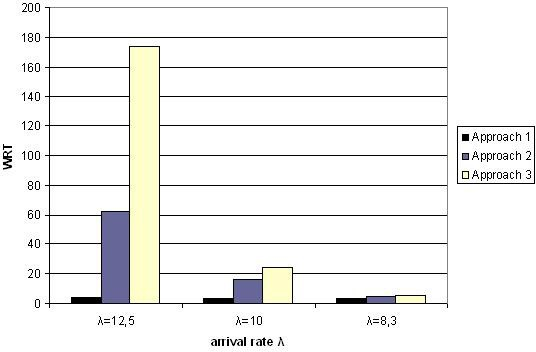 200
180
160
140
120
100
80
60
40
20
0
WRT
λ=12,5 λ=10 λ=8,3
arrival rate λ
Approach 1
Approach 2
Approach 3